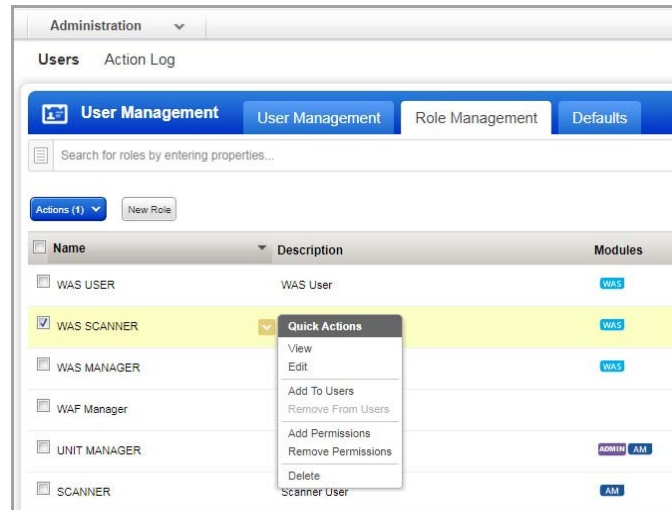 Administration
Users Action Log
User Management User Management Role Management Defaults
Search for roles by entering properties...
Actions (1) New Role
Name Description Modules
WAS USER WAS User WAS
WAS SCANNER Quick Actions WAS
View
Edit
WAS MANAGER WAS
Add To Users
Remove From Users
WAF Manager
Add Permissions
UNIT MANAGER Remove Permissions ADMIN AM
Delete
SCANNER Scanner User AM